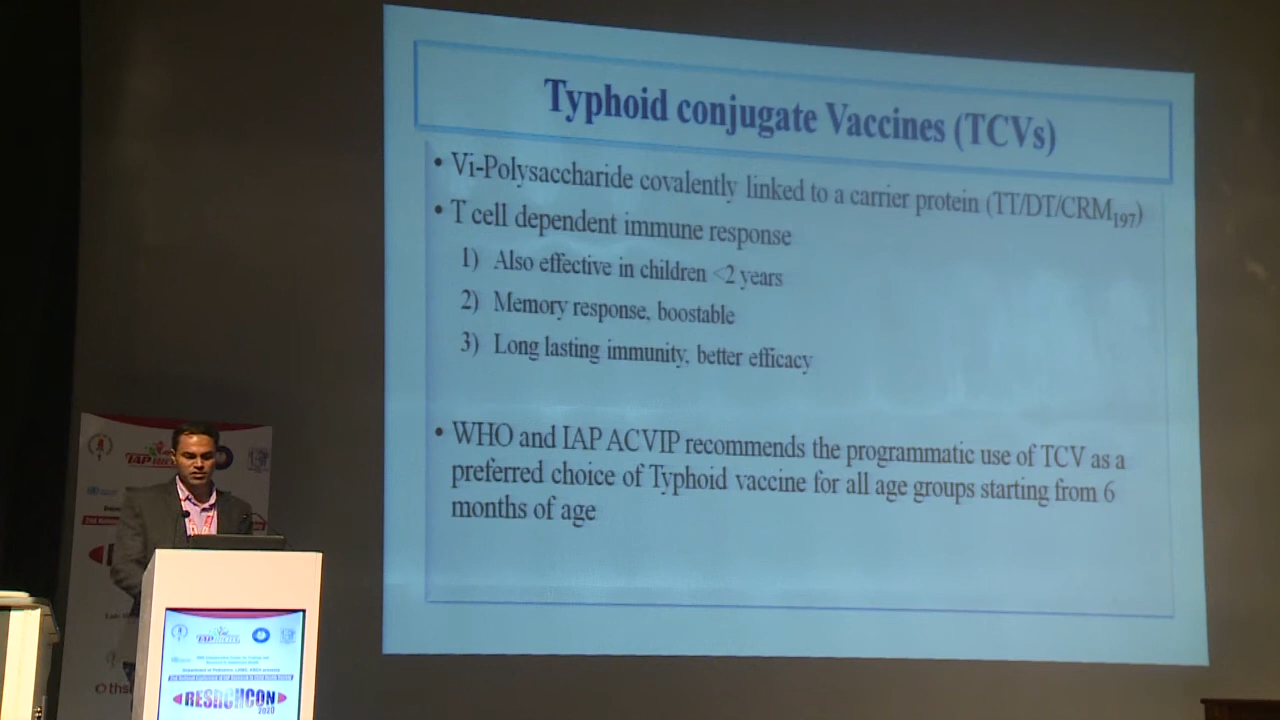 Typhoid conjugate Vaccines (TCVs)
• Vi-Polysaccharide covalently linked to a carrier protein (TT/DT/CRM197)
• T cell dependent immune response
1) Also effective in children <2 years
2) Memory response, boostable
3) Long lasting immunity, better efficacy
• WHO and IAP ACVIP recommends the programmatic use of TCV as a
preferred choice of Typhoid vaccine for all age groups starting from 6
months of age
IAP
IAP
RESRCHCON
2020